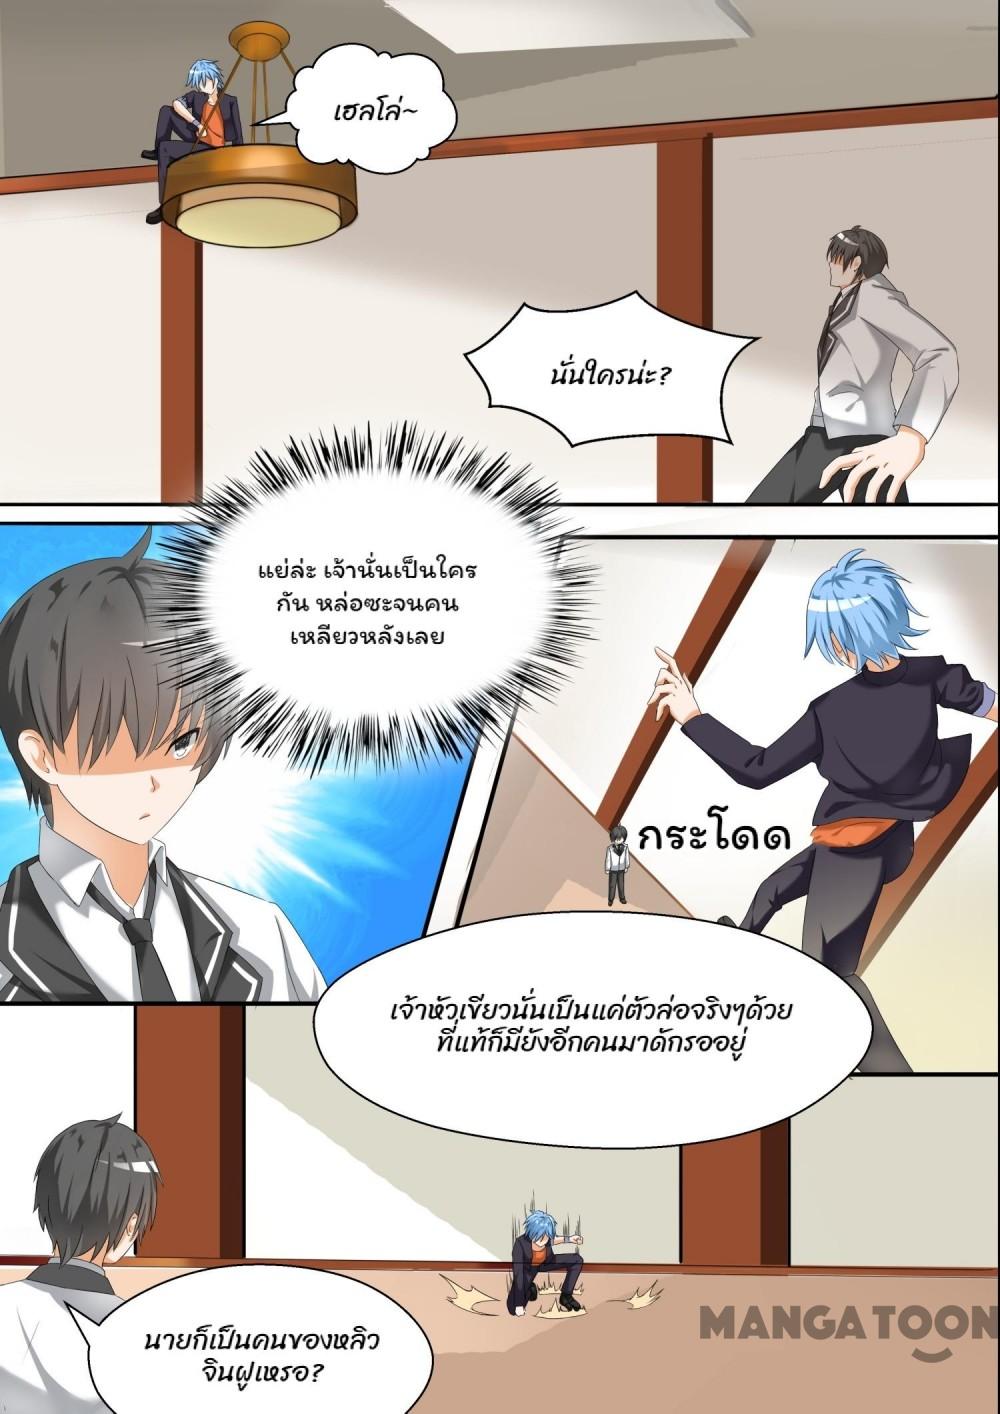 เฮลโล่~
นั่นใครน่ะ?
แย่ล่ะ เจ้านั่นเป็นใคร
กัน หล่อซะจนคน
เหลียวหลังเลย
กระโดด
เจ้าหัวเขียวนั่นเป็นแค่ตัวล่อจริงๆด้วย
ที่แท้ก็มียังอีกคนมาดักรออยู่
นายก็เป็นคนของหลิว
จินฝูเหรอ?
MANGATOON